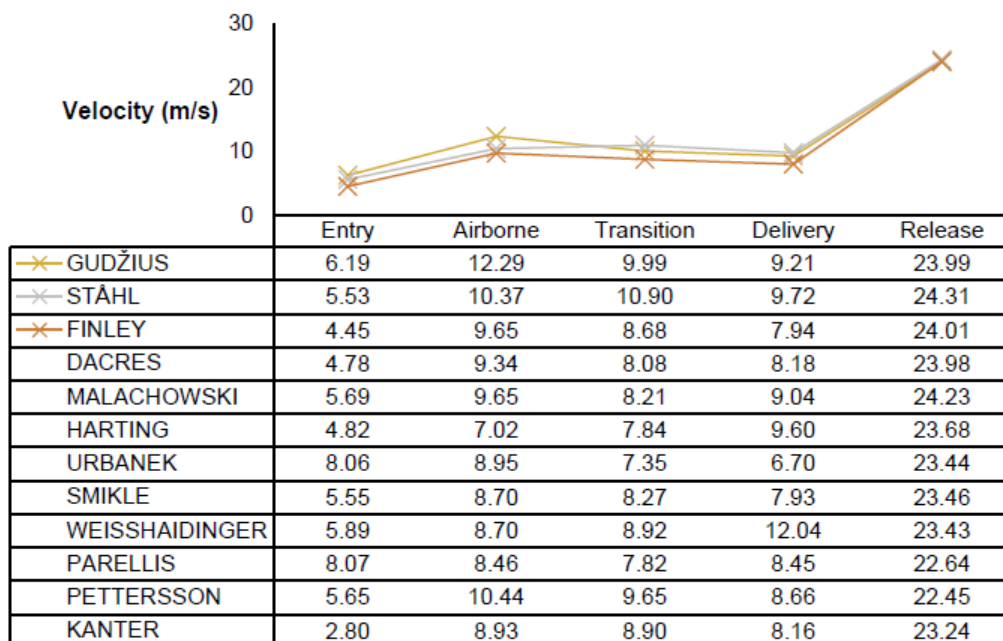 30
20
Velocity (m/s)
10
0
Entry Airborne Transition Delivery Release
GUDŽIUS 6.19 12.29 9.99 9.21 23.99
STÅHL 5.53 10.37 10.90 9.72 24.31
FINLEY 4.45 9.65 8.68 7.94 24.01
DACRES 4.78 9.34 8.08 8.18 23.98
MALACHOWSKI 5.69 9.65 8.21 9.04 24.23
HARTING 4.82 7.02 7.84 9.60 23.68
URBANEK 8.06 8.95 7.35 6.70 23.44
SMIKLE 5.55 8.70 8.27 7.93 23.46
WEISSHAIDINGER 5.89 8.70 8.92 12.04 23.43
PARELLIS 8.07 8.46 7.82 8.45 22.64
PETTERSSON 5.65 10.44 9.65 8.66 22.45
KANTER 2.80 8.93 8.90 8.16 23.24